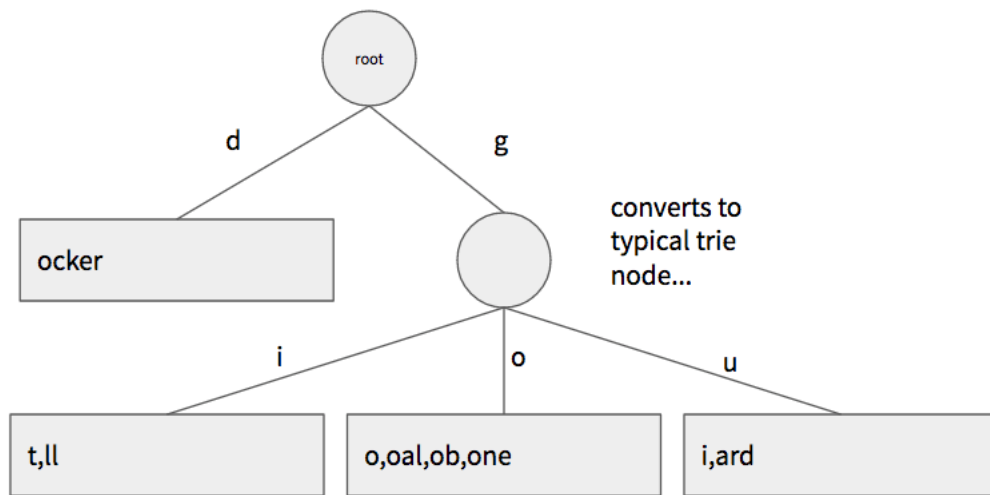 root
d
g
converts to
typical trie
node...
ocker
i
o
u
t,ll
o,oal,ob,one
i,ard